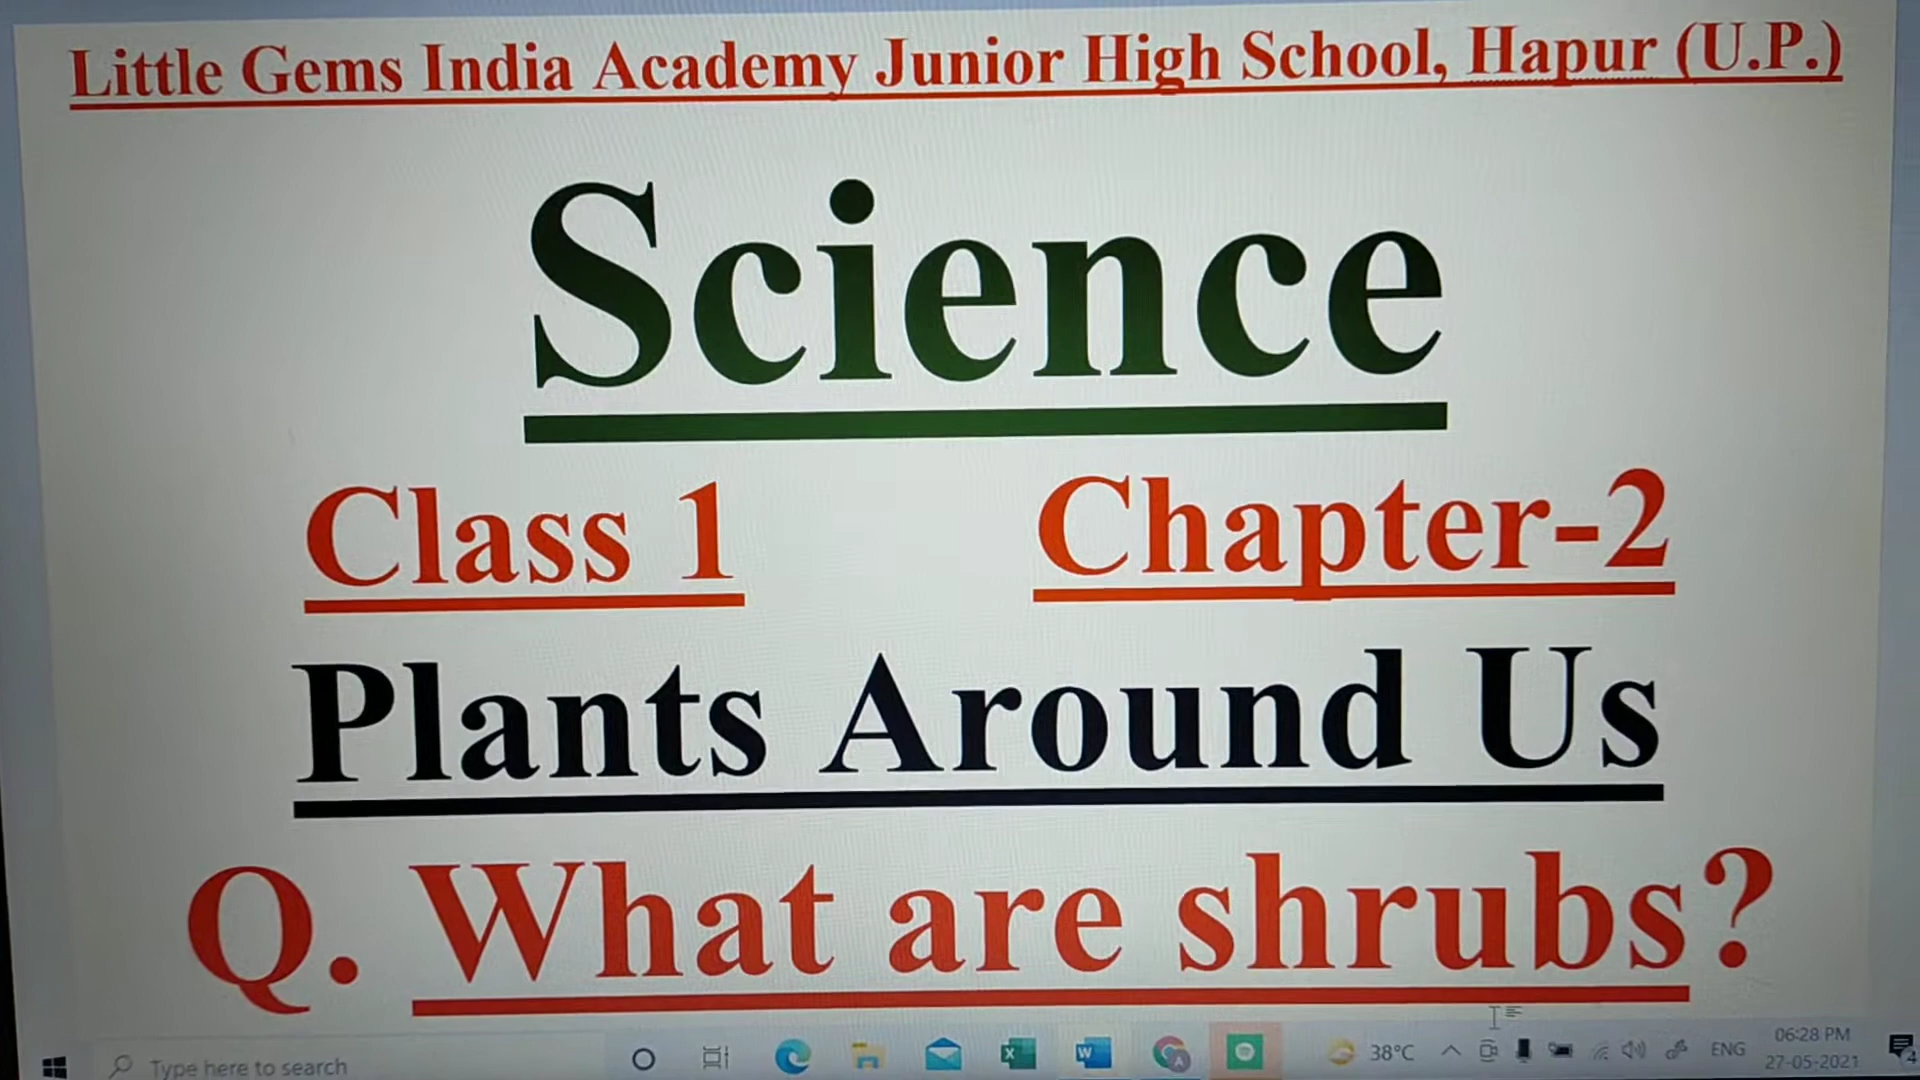 Little Gems India Academy Junior High School, Hapur (U.P.)
Science
Class 1 Chapter-2
Plants Around Us
Q. What are shrubs?
Type here to search 38°C ENG 06:28 PM
27-05-2021 4